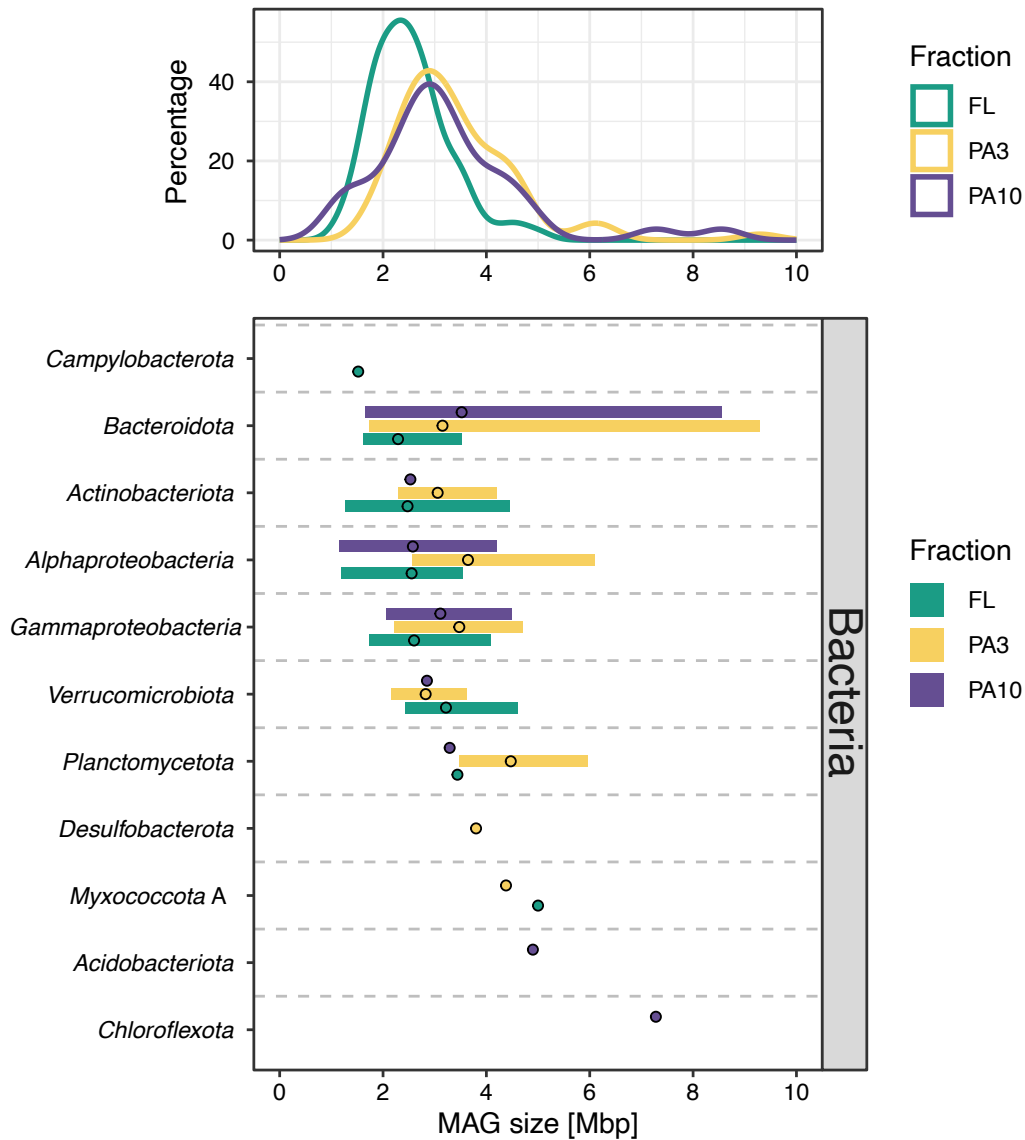 Percentage
40
20
0
0 2 4 6 8 10
Fraction
FL
PA3
PA10
Campylobacterota
Bacteroidota
Actinobacteriota
Alphaproteobacteria
Gammaproteobacteria
Verrucomicrobiota
Planctomycetota
Desulfobacterota
Myxococcota A
Acidobacteriota
Chloroflexota
Bacteria
0 2 4 6 8 10
MAG size [Mbp]
Fraction
FL
PA3
PA10